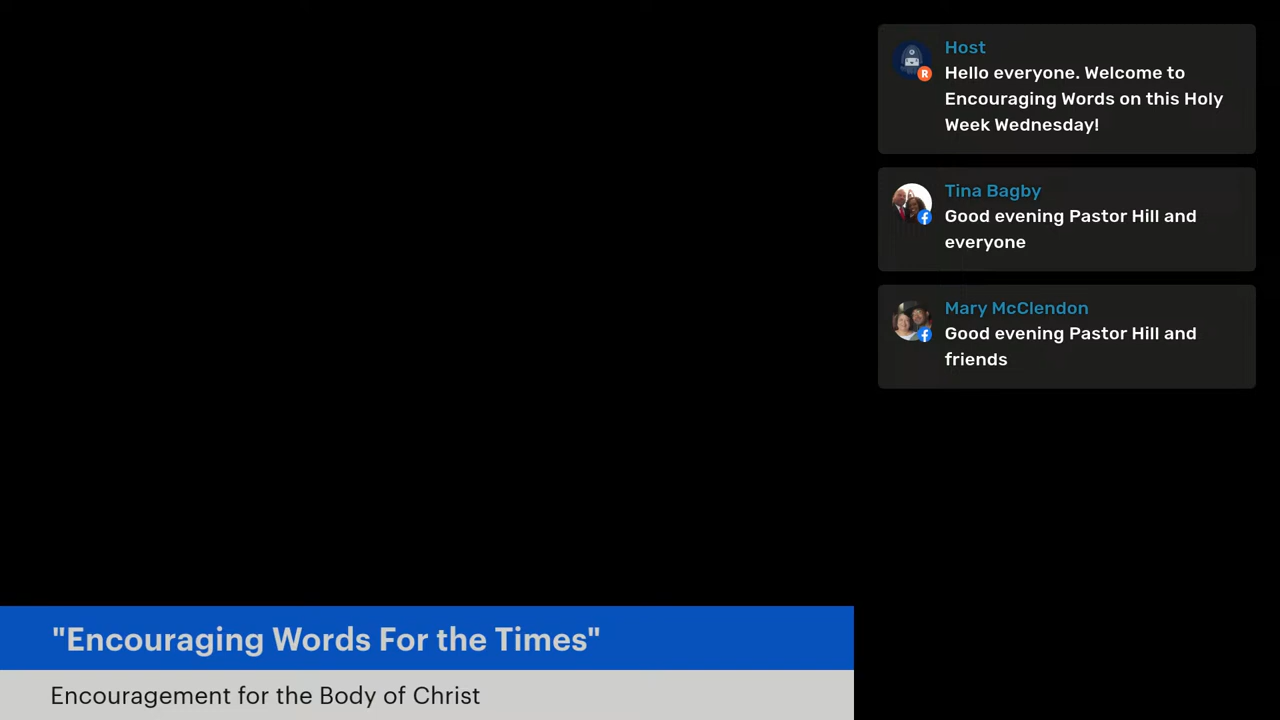 Host
Hello everyone. Welcome to
Encouraging Words on this Holy
Week Wednesday!
Tina Bagby
Good evening Pastor Hill and
everyone
Mary McClendon
Good evening Pastor Hill and
friends
"Encouraging Words For the Times"
Encouragement for the Body of Christ